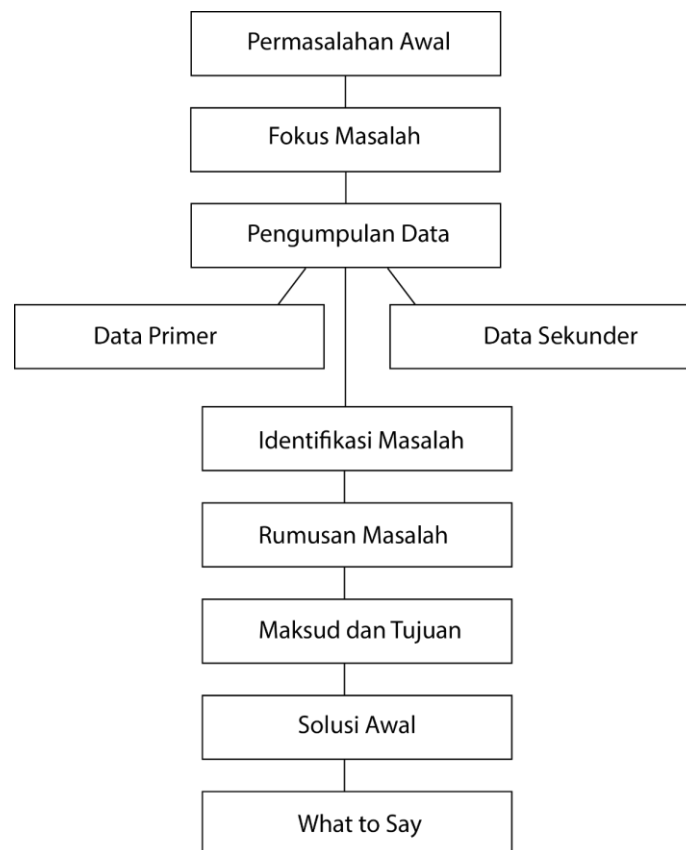 Permasalahan Awal
Fokus Masalah
Pengumpulan Data
Data Primer
Data Sekunder
Identifikasi Masalah
Rumusan Masalah
Maksud dan Tujuan
Solusi Awal
What to Say